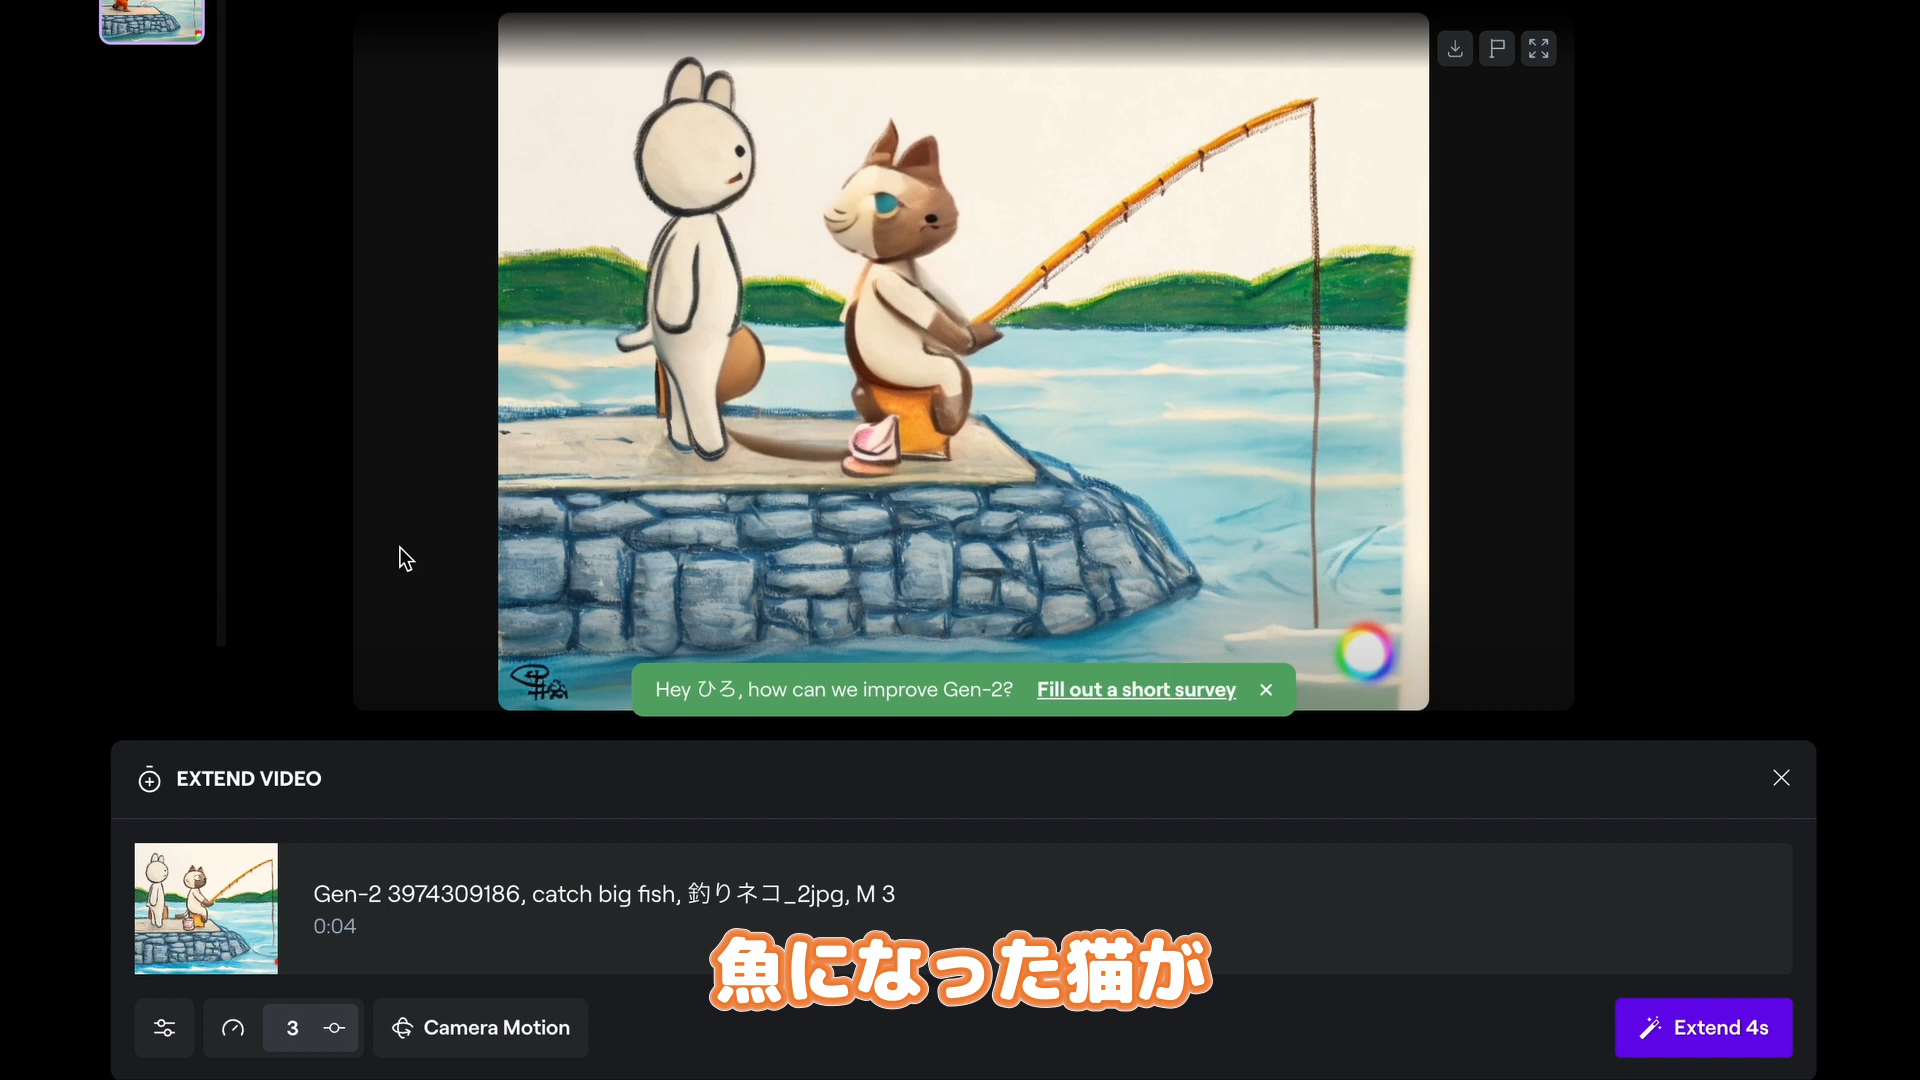 Hey ひろ, how can we improve Gen-2? Fill out a short survey
EXTEND VIDEO
Gen-2 3974309186, catch big fish, 釣りネコ_2jpg, M 3
0:04
魚になった猫が
3
Camera Motion
Extend 4s